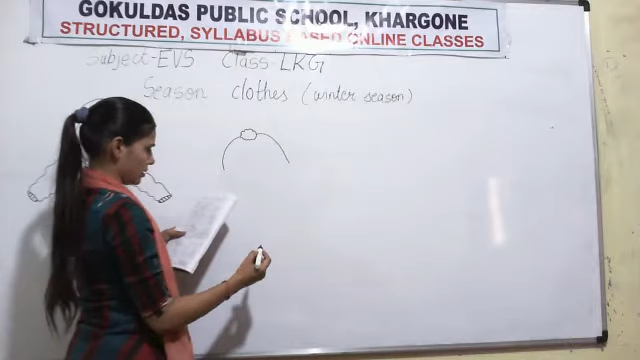 GOKULDAS PUBLIC SCHOOL, KHARGONE
STRUCTURED, SYLLABUS BASED ONLINE CLASSES
Subject-EVS Class-LKG
Season clothes (winter season)